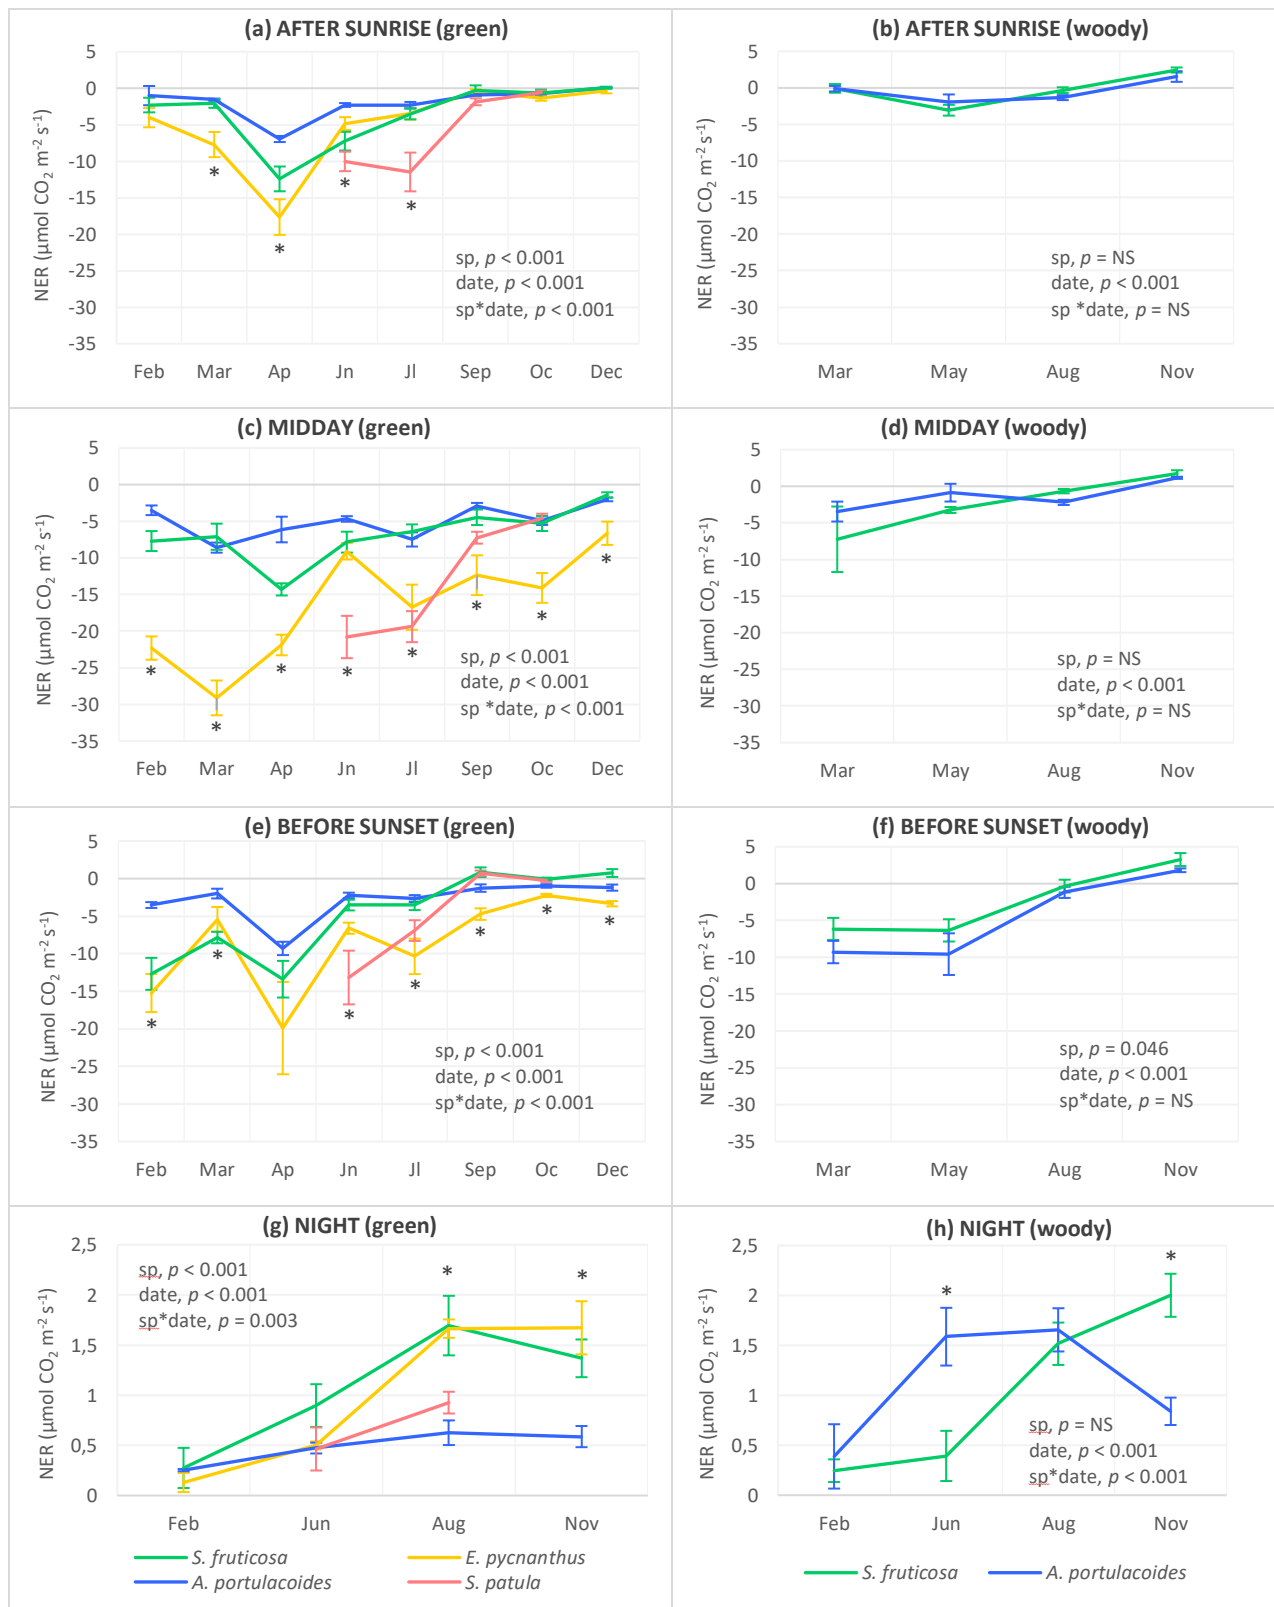 (a) AFTER SUNRISE (green)
NER (µmol CO₂ m⁻² s⁻¹)
5
0
-5
-10
-15
-20
-25
-30
-35
*
*
*
*
sp, p < 0.001
date, p < 0.001
sp*date, p < 0.001
Feb Mar Ap Jn Jl Sep Oc Dec
(b) AFTER SUNRISE (woody)
NER (µmol CO₂ m⁻² s⁻¹)
5
0
-5
-10
-15
-20
-25
-30
-35
sp, p = NS
date, p < 0.001
sp *date, p = NS
Mar May Aug Nov
(c) MIDDAY (green)
NER (µmol CO₂ m⁻² s⁻¹)
5
0
-5
-10
-15
-20
-25
-30
-35
*
*
*
*
*
*
*
*
sp, p < 0.001
date, p < 0.001
sp *date, p < 0.001
Feb Mar Ap Jn Jl Sep Oc Dec
(d) MIDDAY (woody)
NER (µmol CO₂ m⁻² s⁻¹)
5
0
-5
-10
-15
-20
-25
-30
-35
sp, p = NS
date, p < 0.001
sp*date, p = NS
Mar May Aug Nov
(e) BEFORE SUNSET (green)
NER (µmol CO₂ m⁻² s⁻¹)
5
0
-5
-10
-15
-20
-25
-30
-35
*
*
*
*
*
*
*
sp, p < 0.001
date, p < 0.001
sp*date, p < 0.001
Feb Mar Ap Jn Jl Sep Oc Dec
(f) BEFORE SUNSET (woody)
NER (µmol CO₂ m⁻² s⁻¹)
5
0
-5
-10
-15
-20
-25
-30
-35
sp, p = 0.046
date, p < 0.001
sp*date, p = NS
Mar May Aug Nov
(g) NIGHT (green)
NER (µmol CO₂ m⁻² s⁻¹)
2,5
2
1,5
1
0,5
0
sp, p < 0.001
date, p < 0.001
sp*date, p = 0.003
*
*
Feb Jun Aug Nov
S. fruticosa E. pycnanthus
A. portulacoides S. patula
(h) NIGHT (woody)
NER (µmol CO₂ m⁻² s⁻¹)
2,5
2
1,5
1
0,5
0
*
*
sp, p = NS
date, p < 0.001
sp*date, p < 0.001
Feb Jun Aug Nov
S. fruticosa A. portulacoides